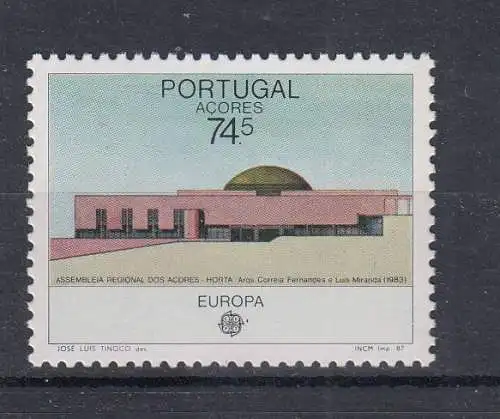 PORTUGAL
AÇORES
74.5
ASSEMBLEIA REGIONAL DOS AÇORES - HORTA Arqs Correia Fernandes e Luis Miranda (1983)
EUROPA
CEPT
JOSÉ LUIS TINOCO des. INCM Imp. 87